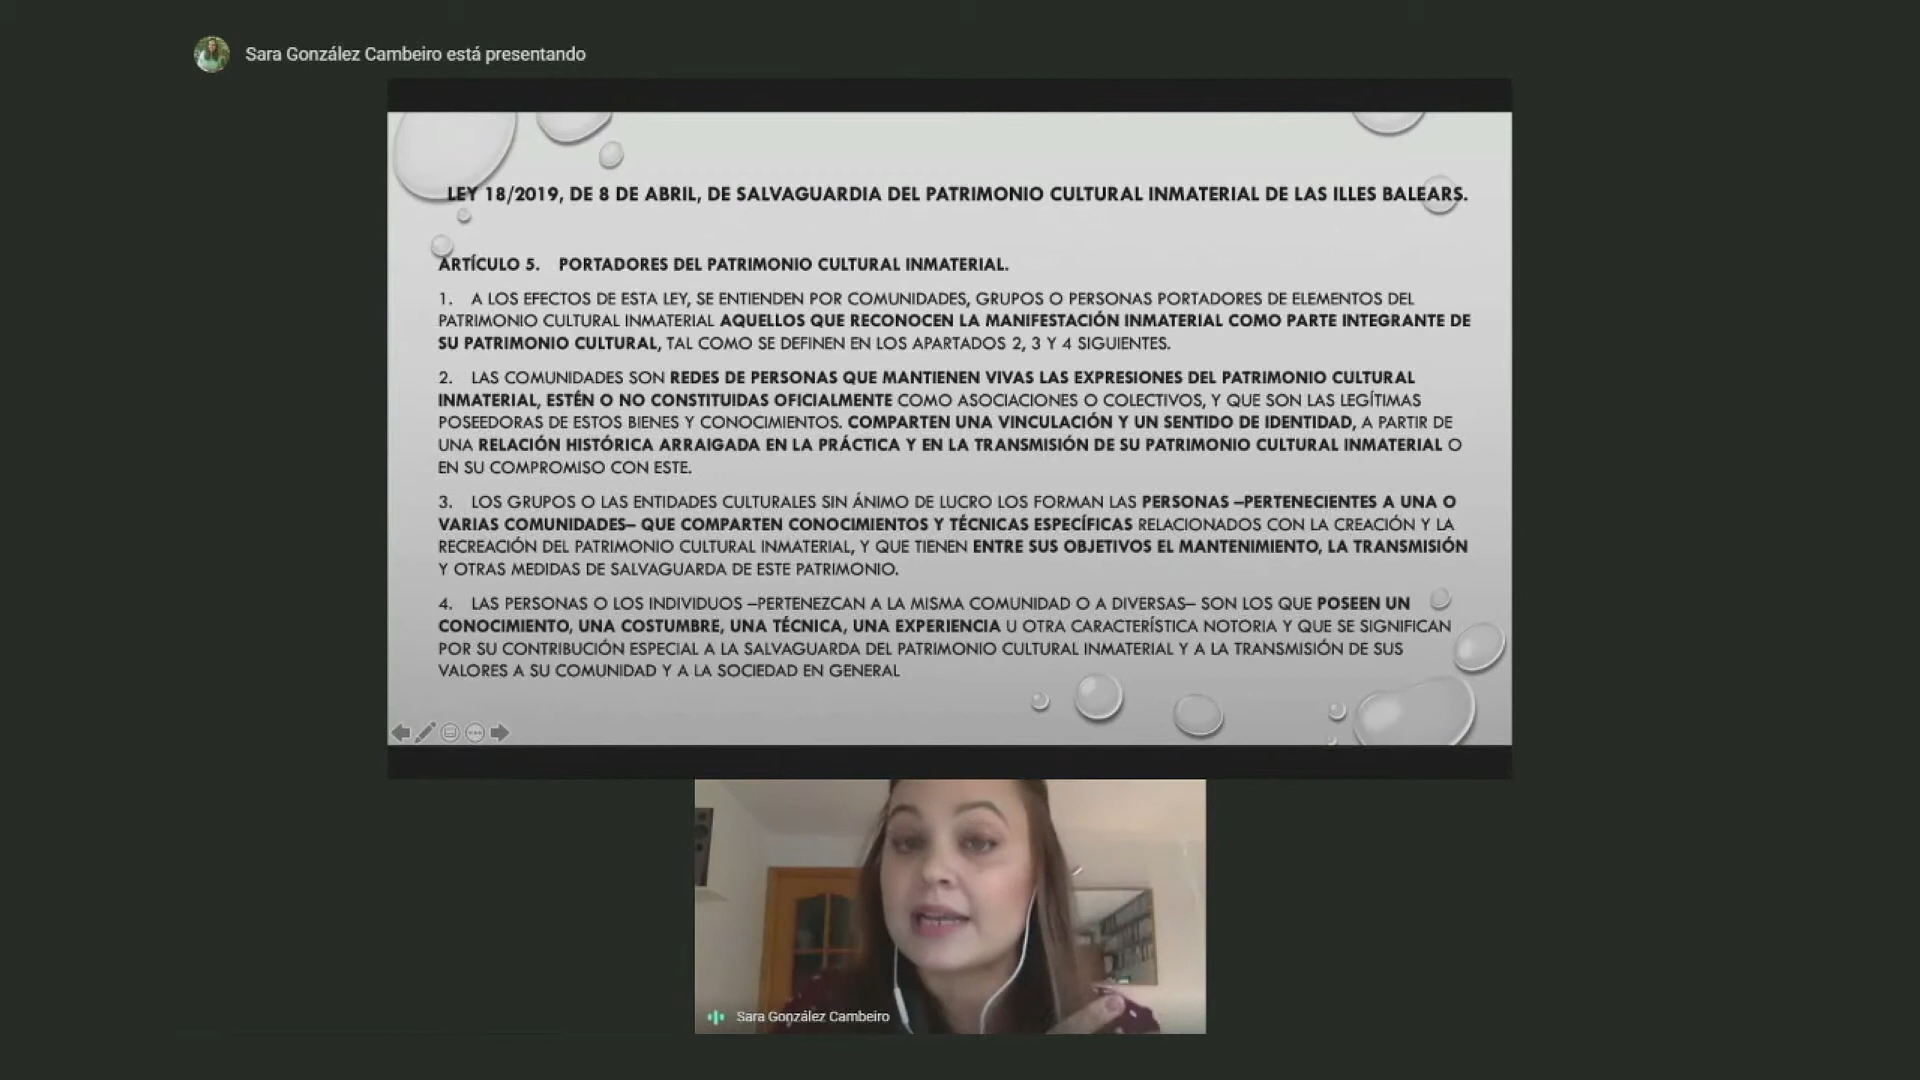 Sara González Cambeiro está presentando
LEY 18/2019, DE 8 DE ABRIL, DE SALVAGUARDIA DEL PATRIMONIO CULTURAL INMATERIAL DE LAS ILLES BALEARS.
ARTÍCULO 5. PORTADORES DEL PATRIMONIO CULTURAL INMATERIAL.
1. A LOS EFECTOS DE ESTA LEY, SE ENTIENDEN POR COMUNIDADES, GRUPOS O PERSONAS PORTADORES DE ELEMENTOS DEL
PATRIMONIO CULTURAL INMATERIAL AQUELLOS QUE RECONOCEN LA MANIFESTACIÓN INMATERIAL COMO PARTE INTEGRANTE DE
SU PATRIMONIO CULTURAL, TAL COMO SE DEFINEN EN LOS APARTADOS 2, 3 Y 4 SIGUIENTES.
2. LAS COMUNIDADES SON REDES DE PERSONAS QUE MANTIENEN VIVAS LAS EXPRESIONES DEL PATRIMONIO CULTURAL
INMATERIAL, ESTÉN O NO CONSTITUIDAS OFICIALMENTE COMO ASOCIACIONES O COLECTIVOS, Y QUE SON LAS LEGÍTIMAS
POSEEDORAS DE ESTOS BIENES Y CONOCIMIENTOS. COMPARTEN UNA VINCULACIÓN Y UN SENTIDO DE IDENTIDAD, A PARTIR DE
UNA RELACIÓN HISTÓRICA ARRAIGADA EN LA PRÁCTICA Y EN LA TRANSMISIÓN DE SU PATRIMONIO CULTURAL INMATERIAL O
EN SU COMPROMISO CON ESTE.
3. LOS GRUPOS O LAS ENTIDADES CULTURALES SIN ÁNIMO DE LUCRO LOS FORMAN LAS PERSONAS –PERTENECIENTES A UNA O
VARIAS COMUNIDADES– QUE COMPARTEN CONOCIMIENTOS Y TÉCNICAS ESPECÍFICAS RELACIONADOS CON LA CREACIÓN Y LA
RECREACIÓN DEL PATRIMONIO CULTURAL INMATERIAL, Y QUE TIENEN ENTRE SUS OBJETIVOS EL MANTENIMIENTO, LA TRANSMISIÓN
Y OTRAS MEDIDAS DE SALVAGUARDA DE ESTE PATRIMONIO.
4. LAS PERSONAS O LOS INDIVIDUOS –PERTENEZCAN A LA MISMA COMUNIDAD O A DIVERSAS– SON LOS QUE POSEEN UN
CONOCIMIENTO, UNA COSTUMBRE, UNA TÉCNICA, UNA EXPERIENCIA U OTRA CARACTERÍSTICA NOTORIA Y QUE SE SIGNIFICAN
POR SU CONTRIBUCIÓN ESPECIAL A LA SALVAGUARDA DEL PATRIMONIO CULTURAL INMATERIAL Y A LA TRANSMISIÓN DE SUS
VALORES A SU COMUNIDAD Y A LA SOCIEDAD EN GENERAL
Sara González Cambeiro